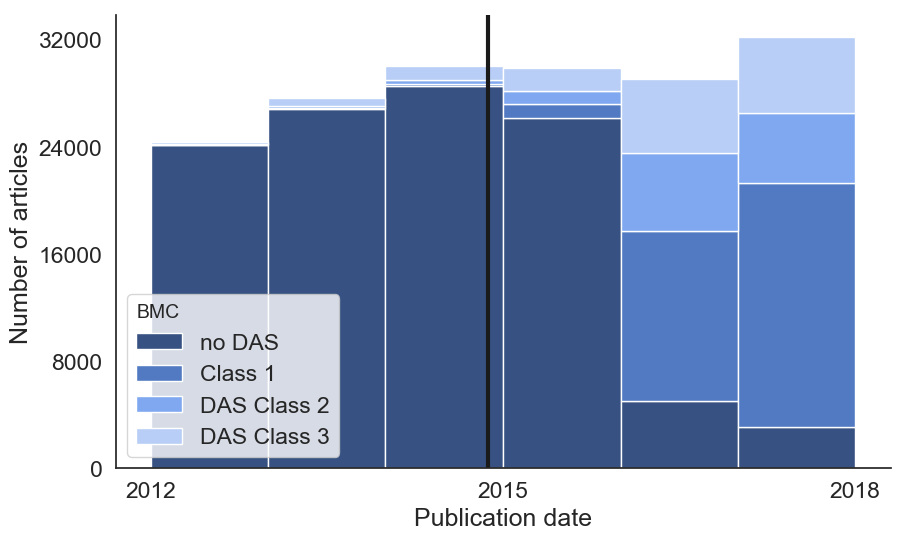 32000
24000
16000
8000
0
Number of articles
BMC
no DAS
Class 1
DAS Class 2
DAS Class 3
2012
2015
2018
Publication date